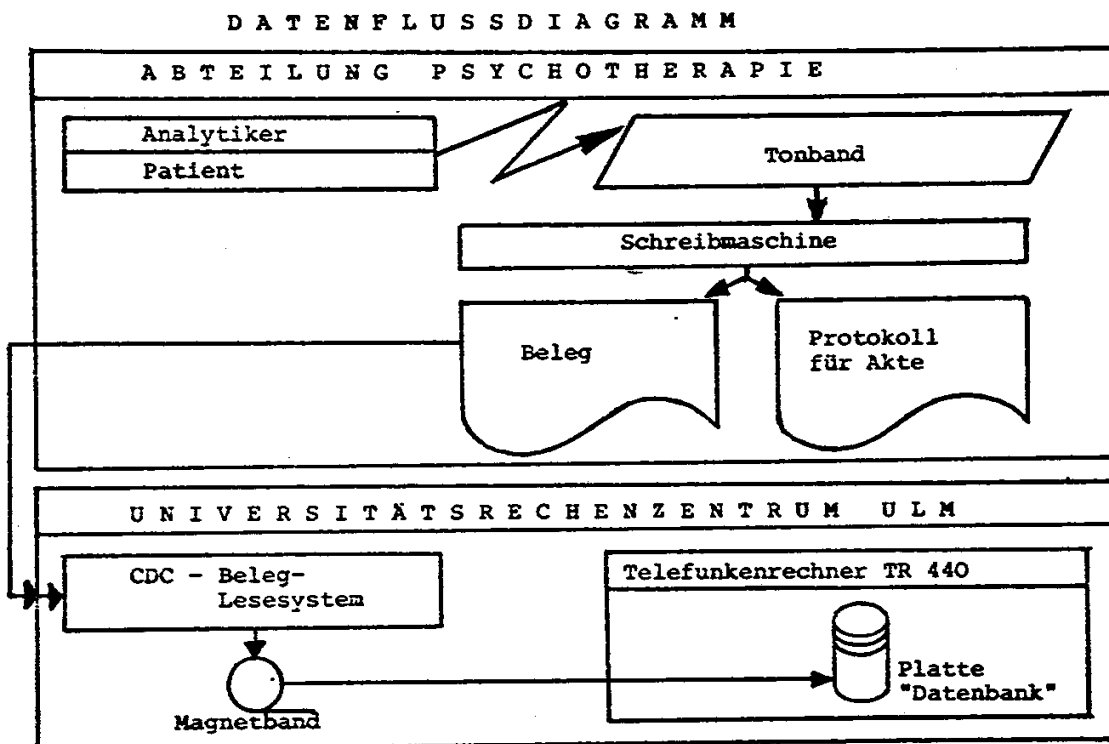 DATENFLUSSDIAGRAMM
ABTEILUNG PSYCHOTHERAPIE
Analytiker
Patient
Tonband
Schreibmaschine
Beleg
Protokoll
für Akte
UNIVERSITÄTSRECHENZENTRUM ULM
CDC - Beleg-
Lesesystem
Telefunkenrechner TR 440
Platte
"Datenbank"
Magnetband